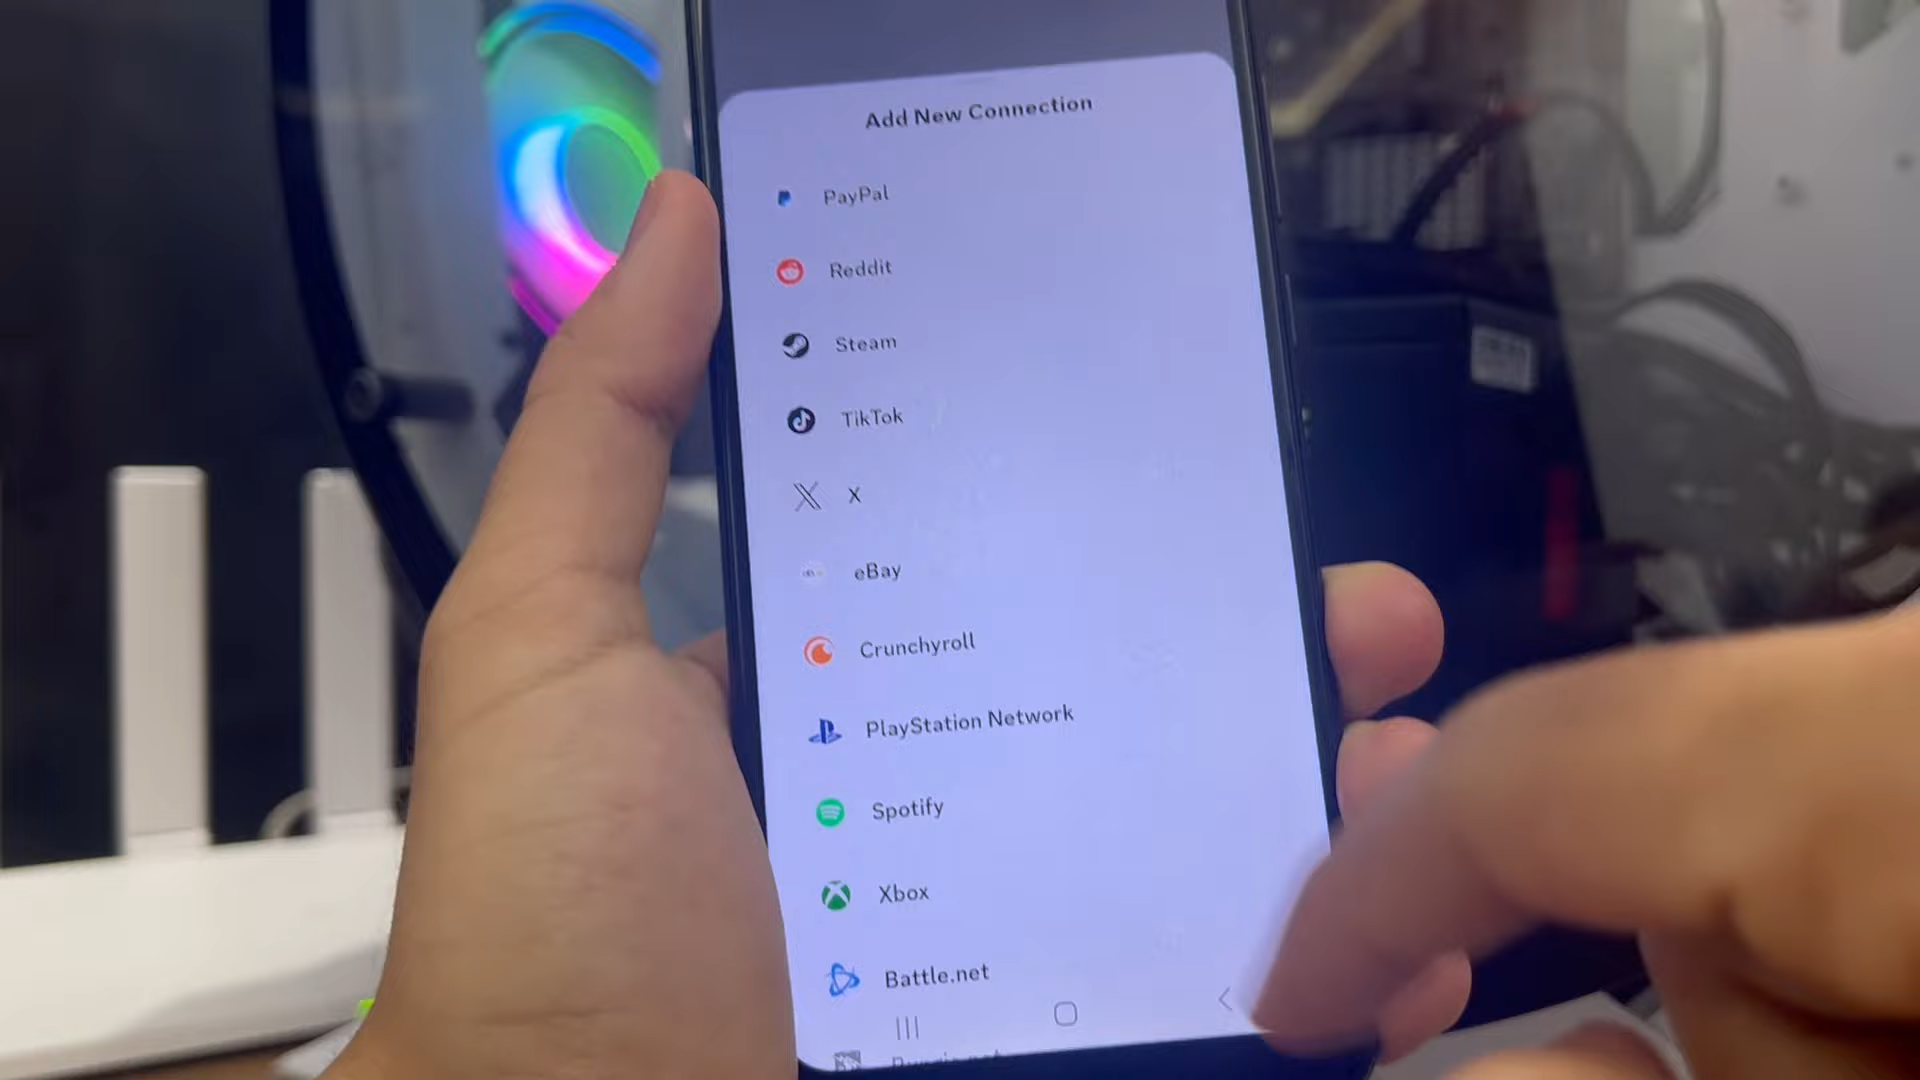 Add New Connection
PayPal
Reddit
Steam
TikTok
X
eBay
Crunchyroll
PlayStation Network
Spotify
Xbox
Battle.net